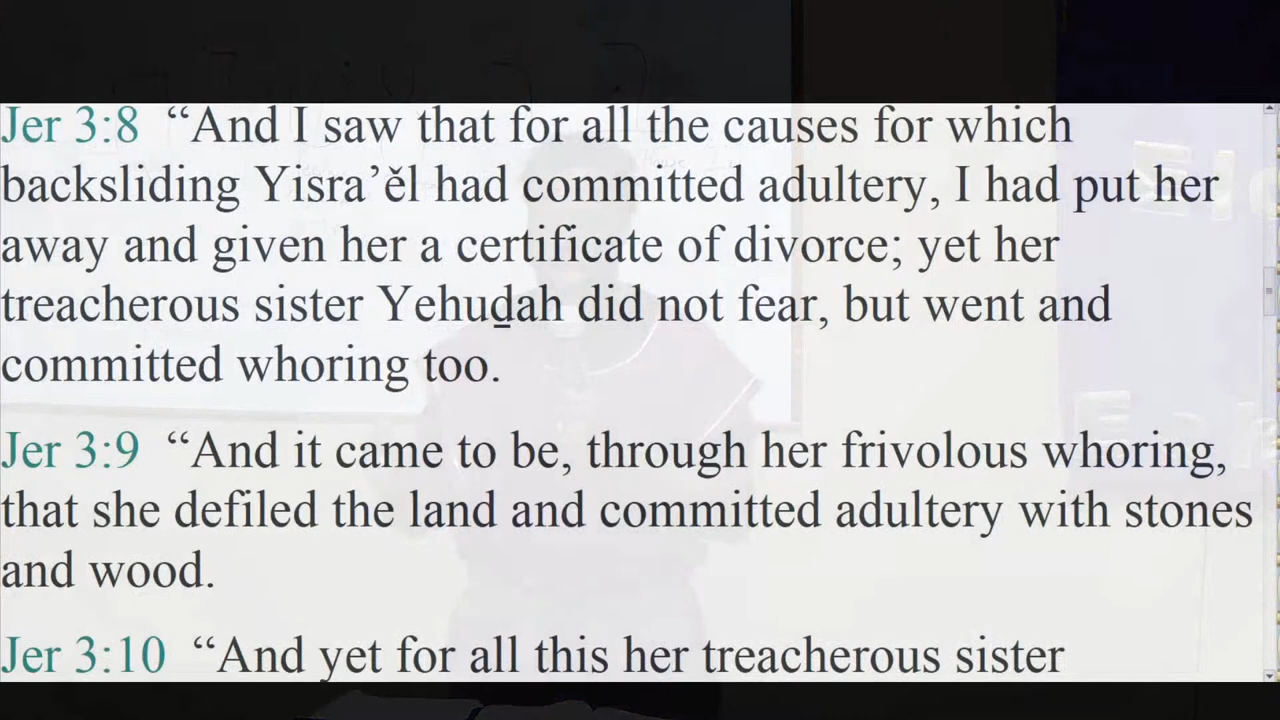 Jer 3:8 “And I saw that for all the causes for which
backsliding Yisra’ěl had committed adultery, I had put her
away and given her a certificate of divorce; yet her
treacherous sister Yehuḏah did not fear, but went and
committed whoring too.
Jer 3:9 “And it came to be, through her frivolous whoring,
that she defiled the land and committed adultery with stones
and wood.
Jer 3:10 “And yet for all this her treacherous sister